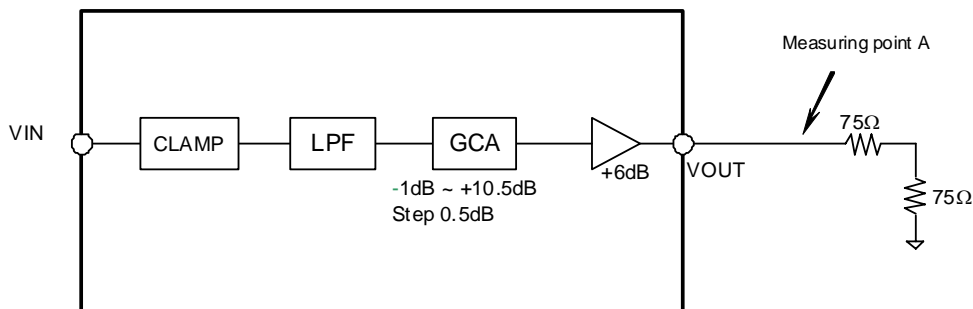 Measuring point A
VIN
CLAMP
LPF
GCA
+6dB
VOUT
75Ω
75Ω
-1dB ~ +10.5dB
Step 0.5dB